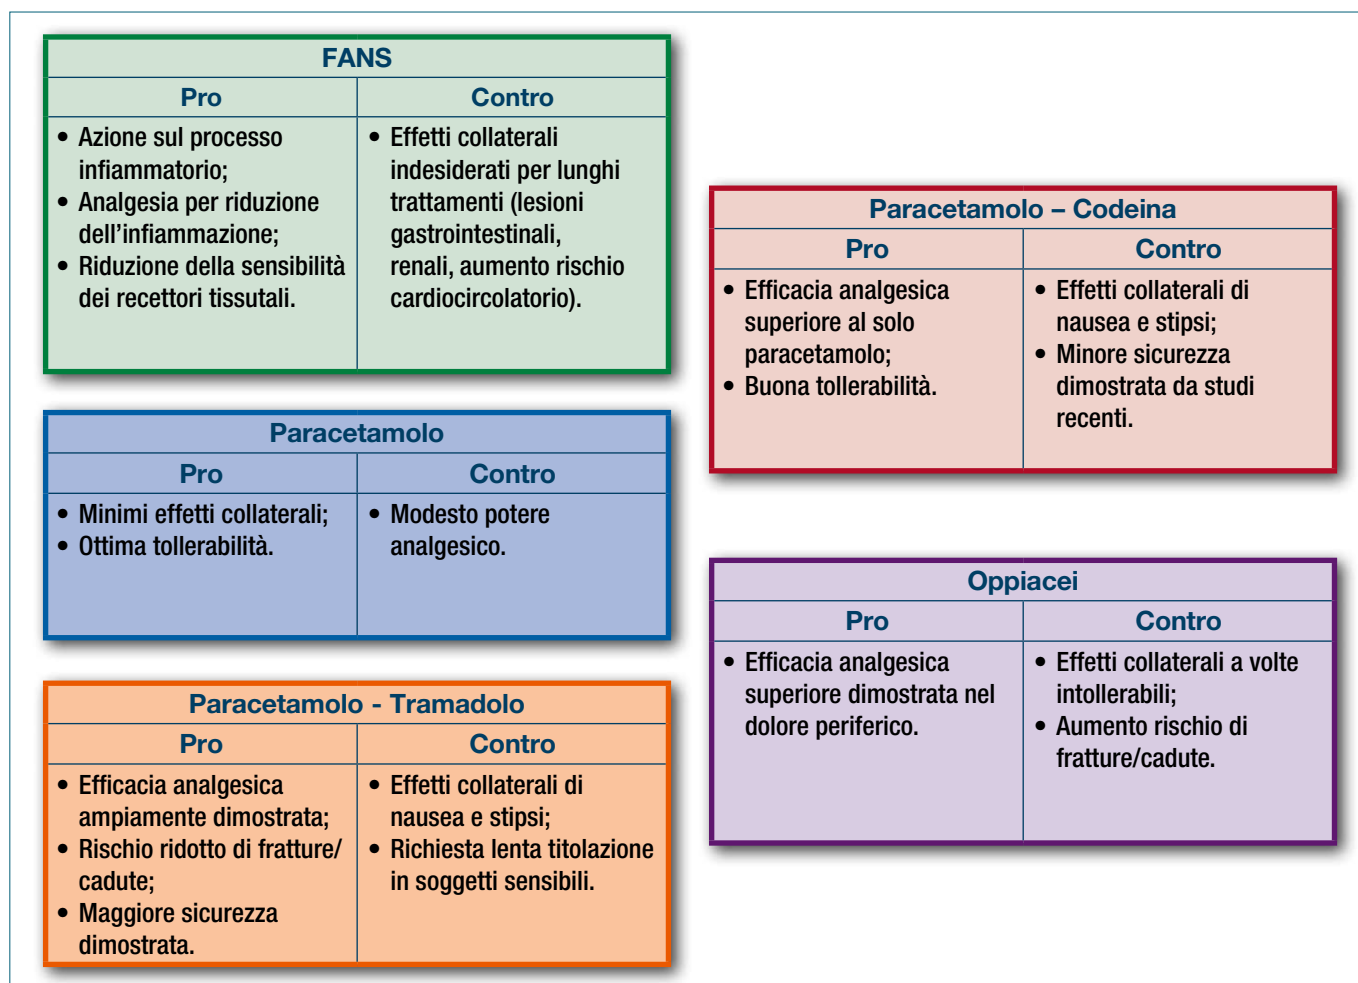 FANS
Pro
Contro
• Azione sul processo
infiammatorio;
• Analgesia per riduzione
dell’infiammazione;
• Riduzione della sensibilità
dei recettori tissutali.
• Effetti collaterali
indesiderati per lunghi
trattamenti (lesioni
gastrointestinali,
renali, aumento rischio
cardiocircolatorio).
Paracetamolo
Pro
Contro
• Minimi effetti collaterali;
• Ottima tollerabilità.
• Modesto potere
analgesico.
Paracetamolo - Tramadolo
Pro
Contro
• Efficacia analgesica
ampiamente dimostrata;
• Rischio ridotto di fratture/
cadute;
• Maggiore sicurezza
dimostrata.
• Effetti collaterali di
nausea e stipsi;
• Richiesta lenta titolazione
in soggetti sensibili.
Paracetamolo – Codeina
Pro
Contro
• Efficacia analgesica
superiore al solo
paracetamolo;
• Buona tollerabilità.
• Effetti collaterali di
nausea e stipsi;
• Minore sicurezza
dimostrata da studi
recenti.
Oppiacei
Pro
Contro
• Efficacia analgesica
superiore dimostrata nel
dolore periferico.
• Effetti collaterali a volte
intollerabili;
• Aumento rischio di
fratture/cadute.